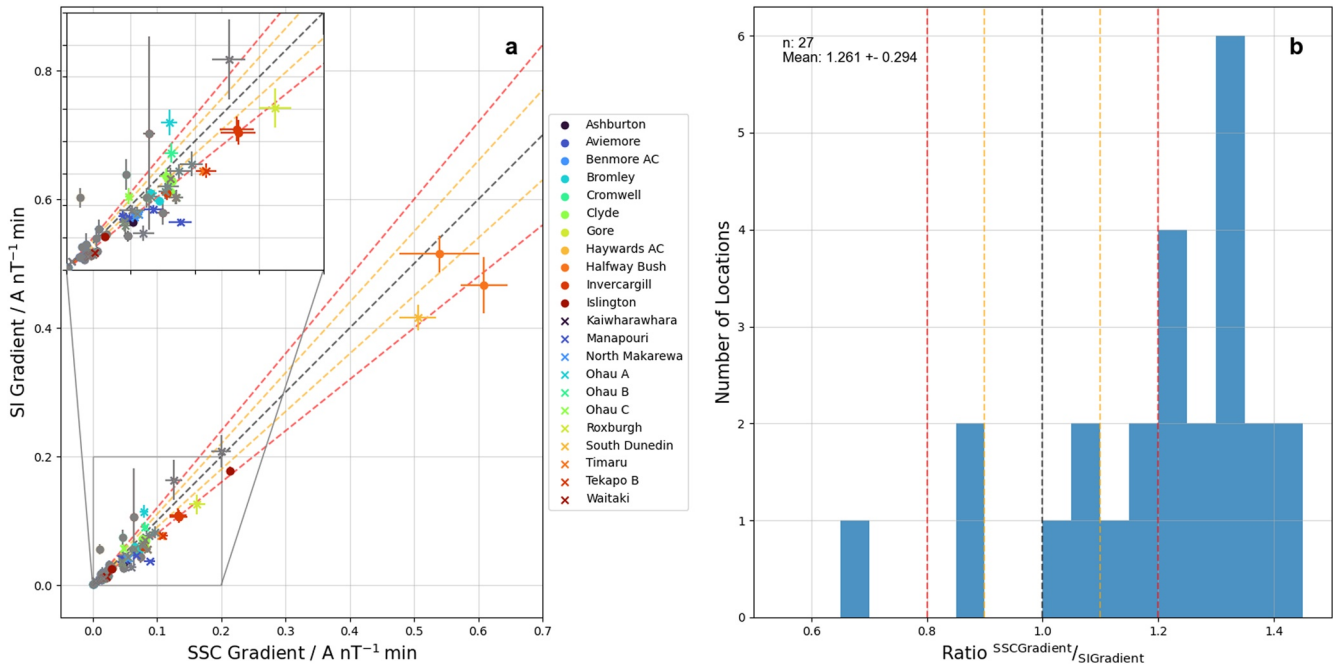 a
SI Gradient / A nT⁻¹ min
0.8
0.6
0.4
0.2
0.0
0.0 0.1 0.2 0.3 0.4 0.5 0.6 0.7
SSC Gradient / A nT⁻¹ min
Ashburton
Aviemore
Benmore AC
Bromley
Cromwell
Clyde
Gore
Haywards AC
Halfway Bush
Invercargill
Islington
Kaiwharawhara
Manapouri
North Makarewa
Ohau A
Ohau B
Ohau C
Roxburgh
South Dunedin
Timaru
Tekapo B
Waitaki
b
n: 27
Mean: 1.261 +- 0.294
Number of Locations
6
5
4
3
2
1
0
0.6 0.8 1.0 1.2 1.4
Ratio SSCGradient/SIGradient